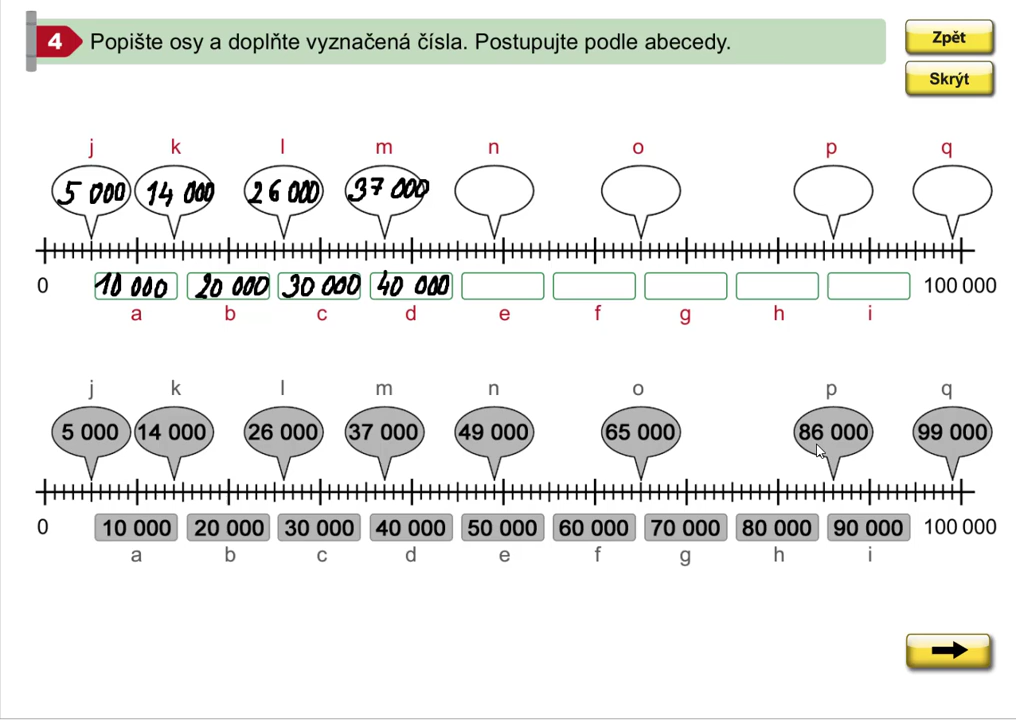 4 Popište osy a doplňte vyznačená čísla. Postupujte podle abecedy.
Zpět
Skrýt
j k l m n o p q
5 000 14 000 26 000 37 000
0 10 000 20 000 30 000 40 000 100 000
a b c d e f g h i
j k l m n o p q
5 000 14 000 26 000 37 000 49 000 65 000 86 000 99 000
0 10 000 20 000 30 000 40 000 50 000 60 000 70 000 80 000 90 000 100 000
a b c d e f g h i